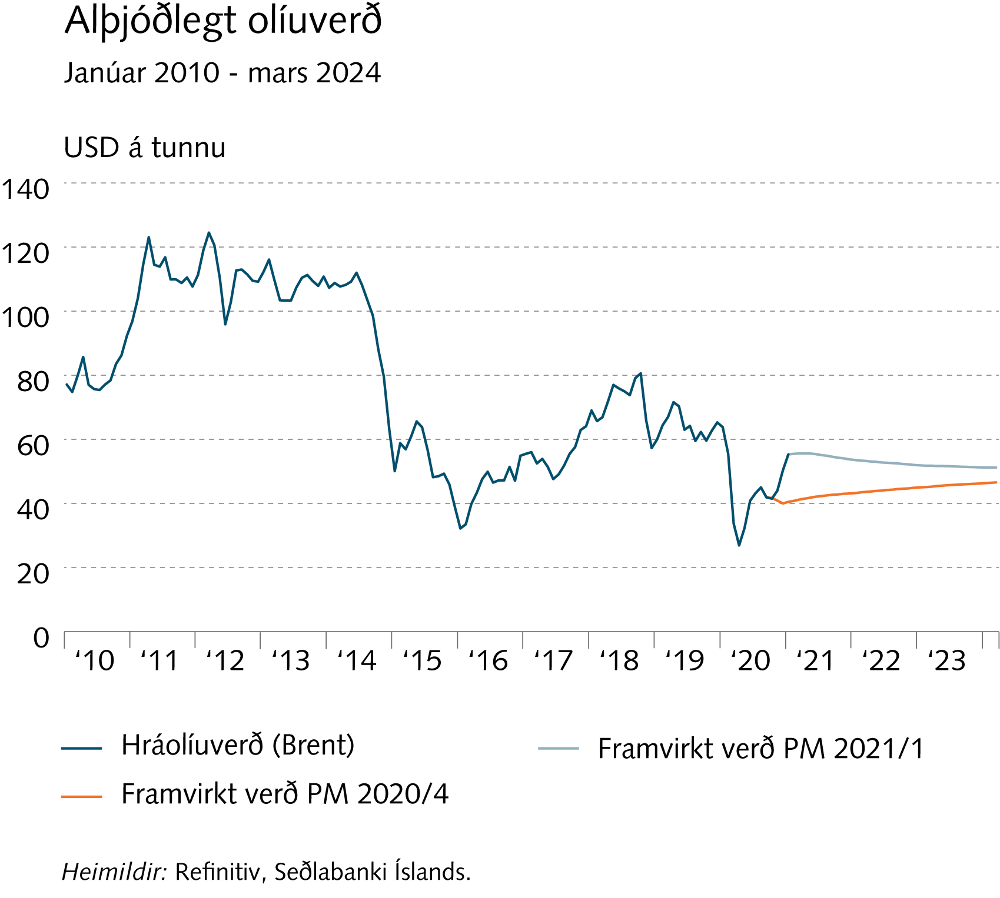 Alþjóðlegt olíuverð
Janúar 2010 - mars 2024
USD á tunnu
140
120
100
80
60
40
20
0
‘10 ‘11 ‘12 ‘13 ‘14 ‘15 ‘16 ‘17 ‘18 ‘19 ‘20 ‘21 ‘22 ‘23
Hráolíuverð (Brent)
Framvirkt verð PM 2021/1
Framvirkt verð PM 2020/4
Heimildir: Refinitiv, Seðlabanki Íslands.